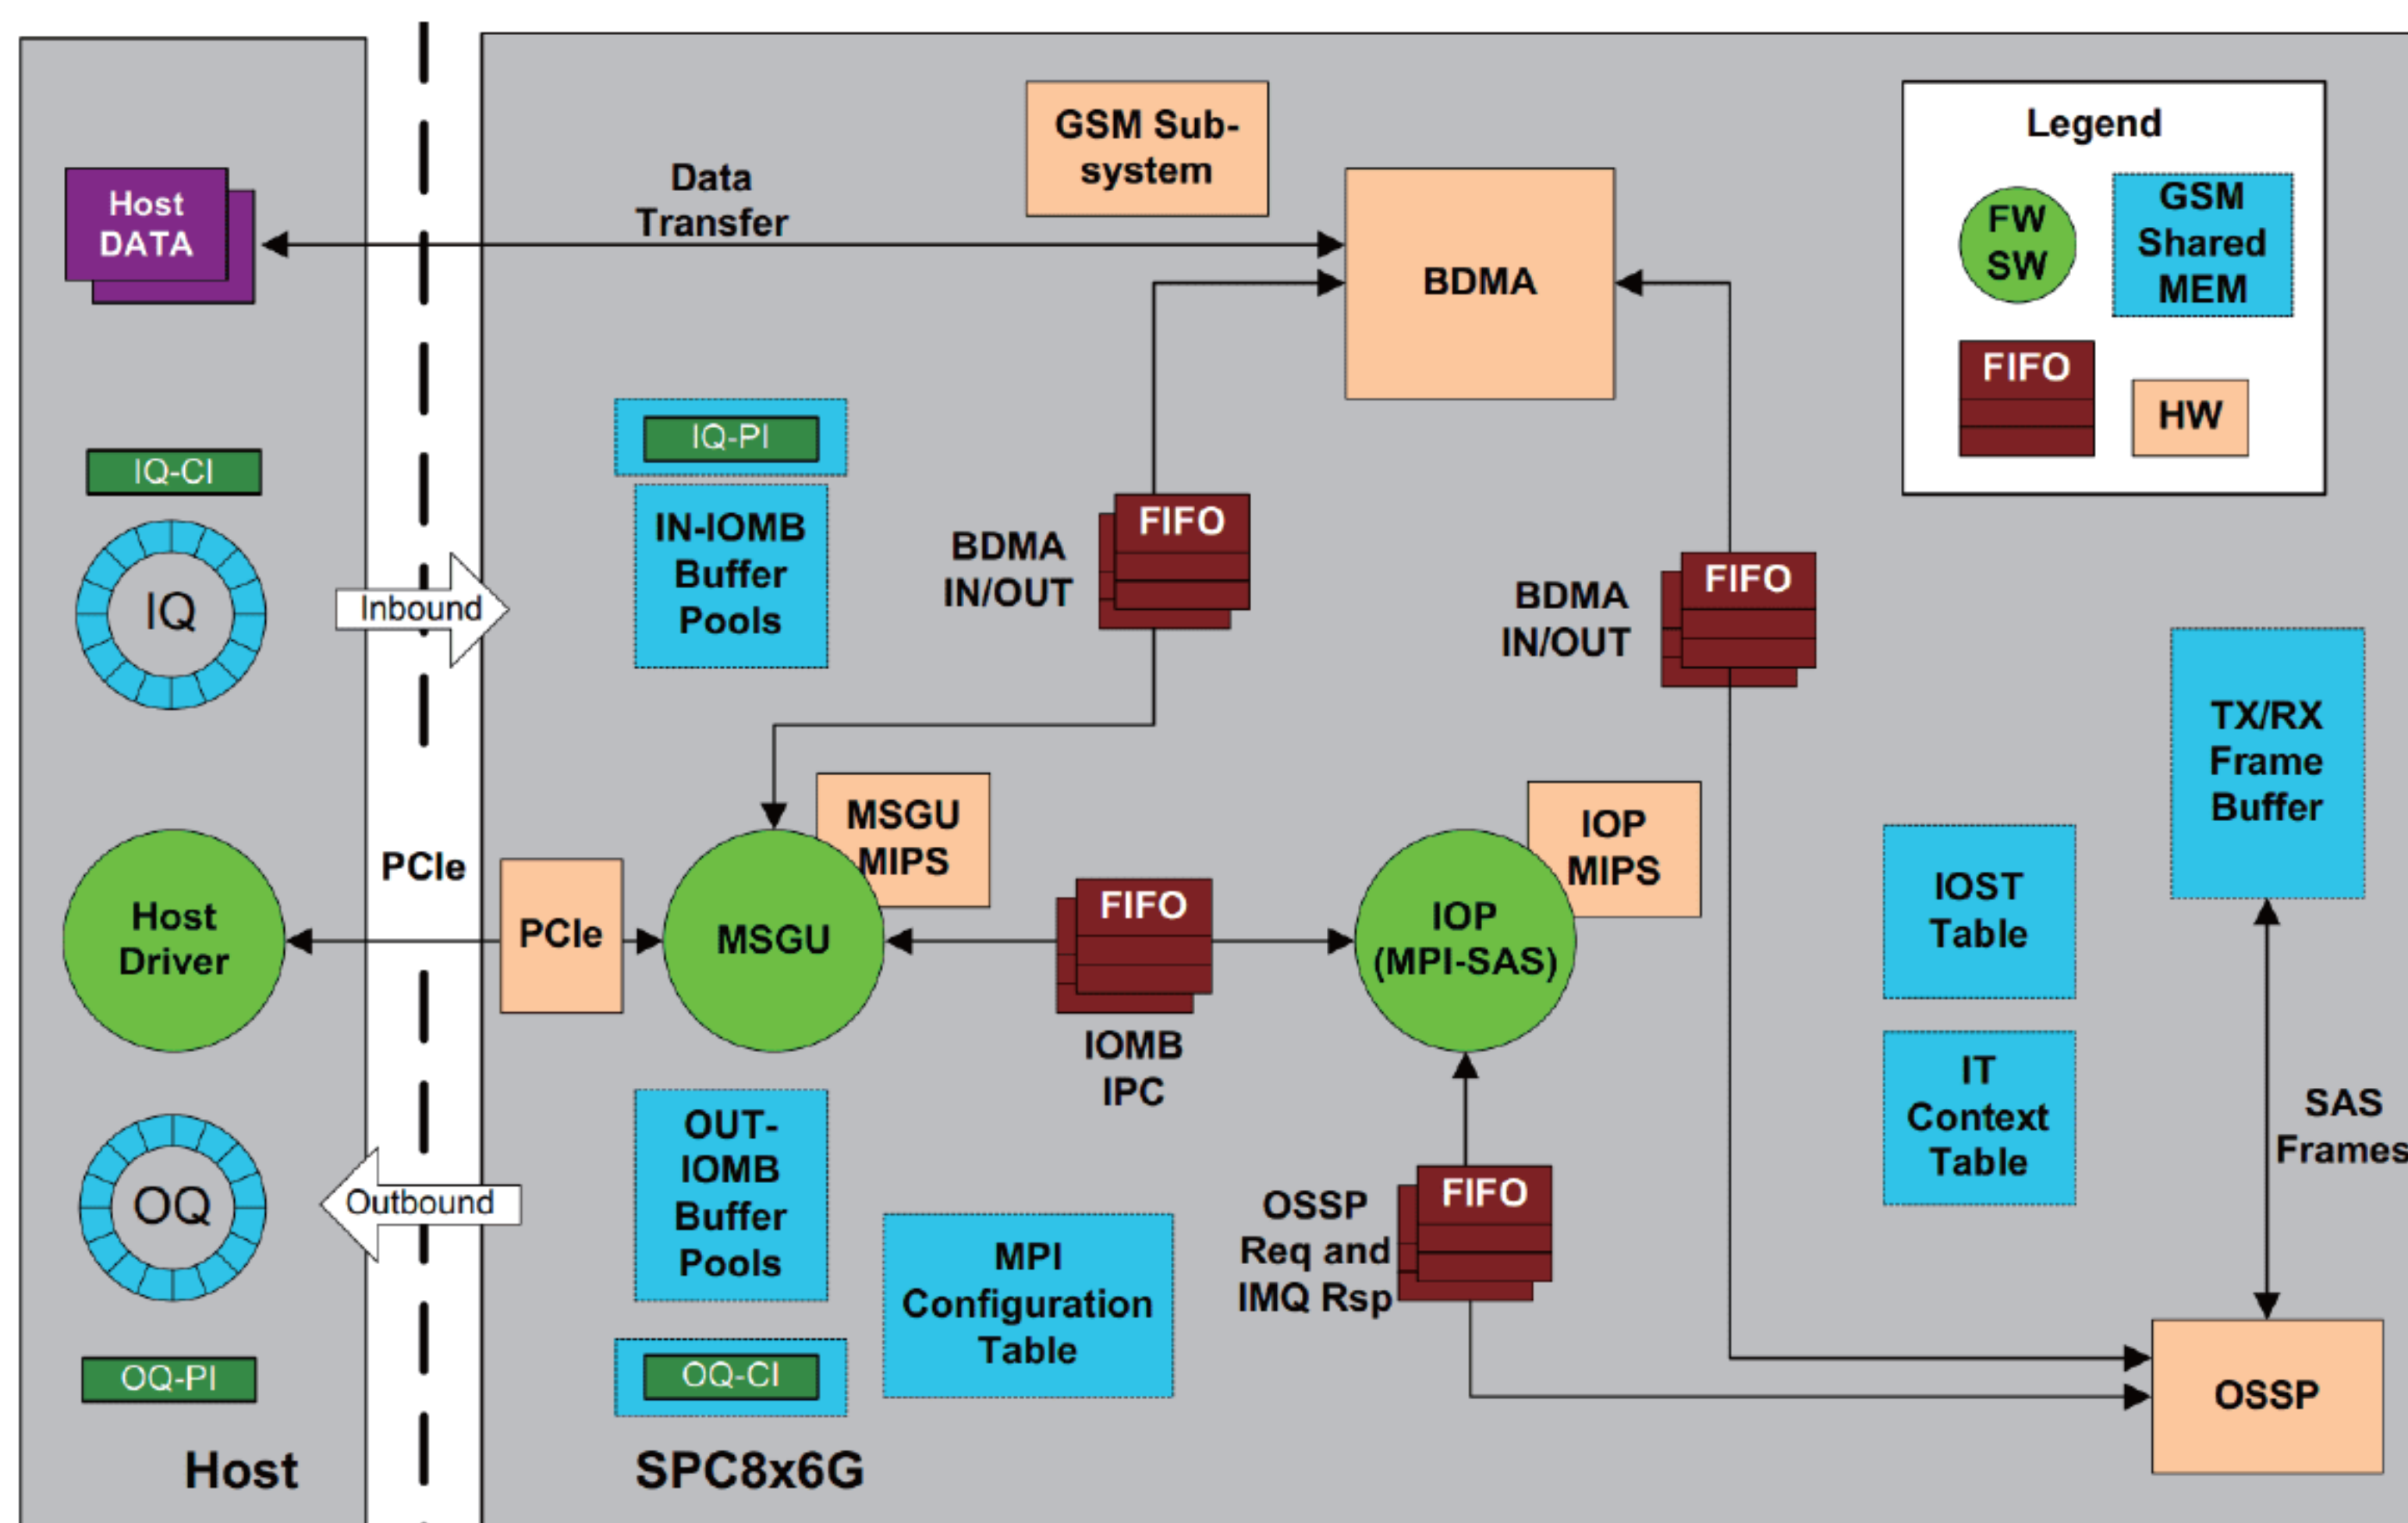 Host
DATA
IQ-CI
IQ
Inbound
Host
Driver
PCIe
OQ
Outbound
OQ-PI
Host
Data
Transfer
GSM Sub-
system
BDMA
IQ-PI
IN-IOMB
Buffer
Pools
BDMA
IN/OUT
FIFO
BDMA
IN/OUT
FIFO
PCIe
MSGU
MSGU
MIPS
FIFO
IOMB
IPC
IOP
(MPI-SAS)
IOP
MIPS
OUT-
IOMB
Buffer
Pools
OQ-CI
MPI
Configuration
Table
OSSP
Req and
IMQ Rsp
FIFO
IOST
Table
IT
Context
Table
TX/RX
Frame
Buffer
SAS
Frames
OSSP
SPC8x6G
Legend
FW
SW
GSM
Shared
MEM
FIFO
HW